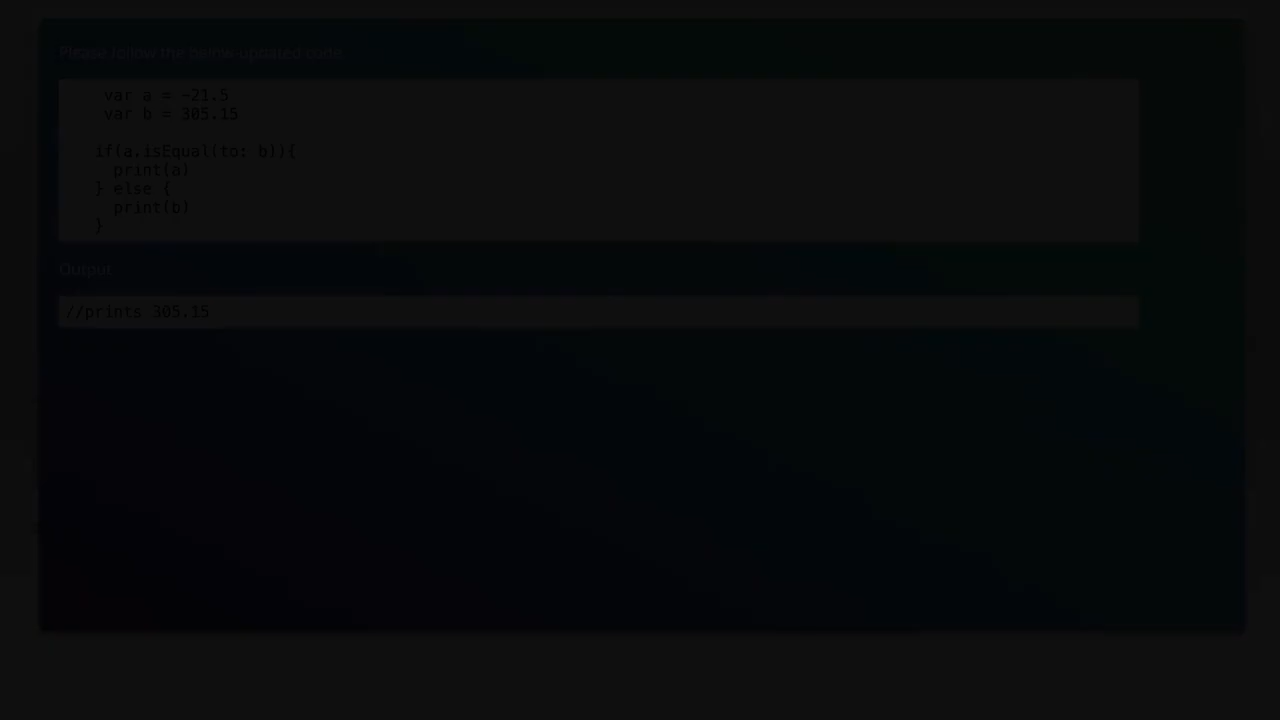 Please follow the below-updated code
var a = -21.5
var b = 305.15
if(a.isEqual(to: b)){
print(a)
} else {
print(b)
}
Output
//prints 305.15